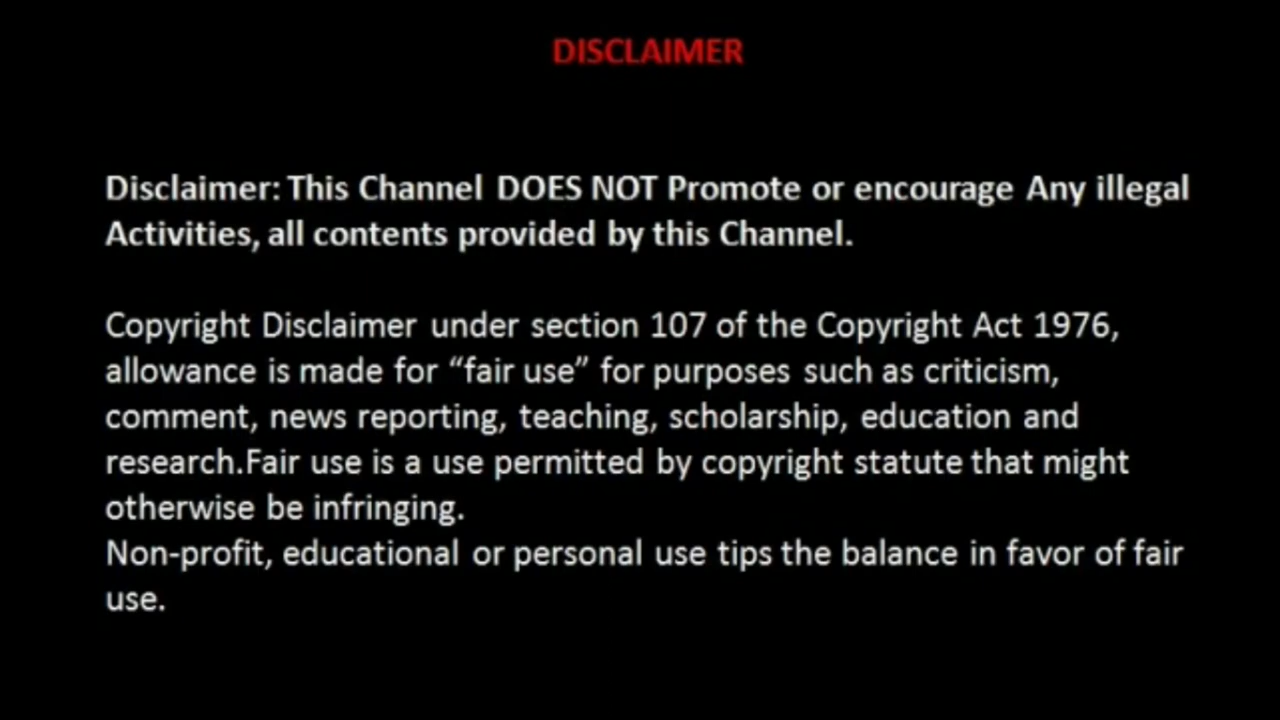 DISCLAIMER
Disclaimer: This Channel DOES NOT Promote or encourage Any illegal
Activities, all contents provided by this Channel.
Copyright Disclaimer under section 107 of the Copyright Act 1976,
allowance is made for “fair use” for purposes such as criticism,
comment, news reporting, teaching, scholarship, education and
research.Fair use is a use permitted by copyright statute that might
otherwise be infringing.
Non-profit, educational or personal use tips the balance in favor of fair
use.